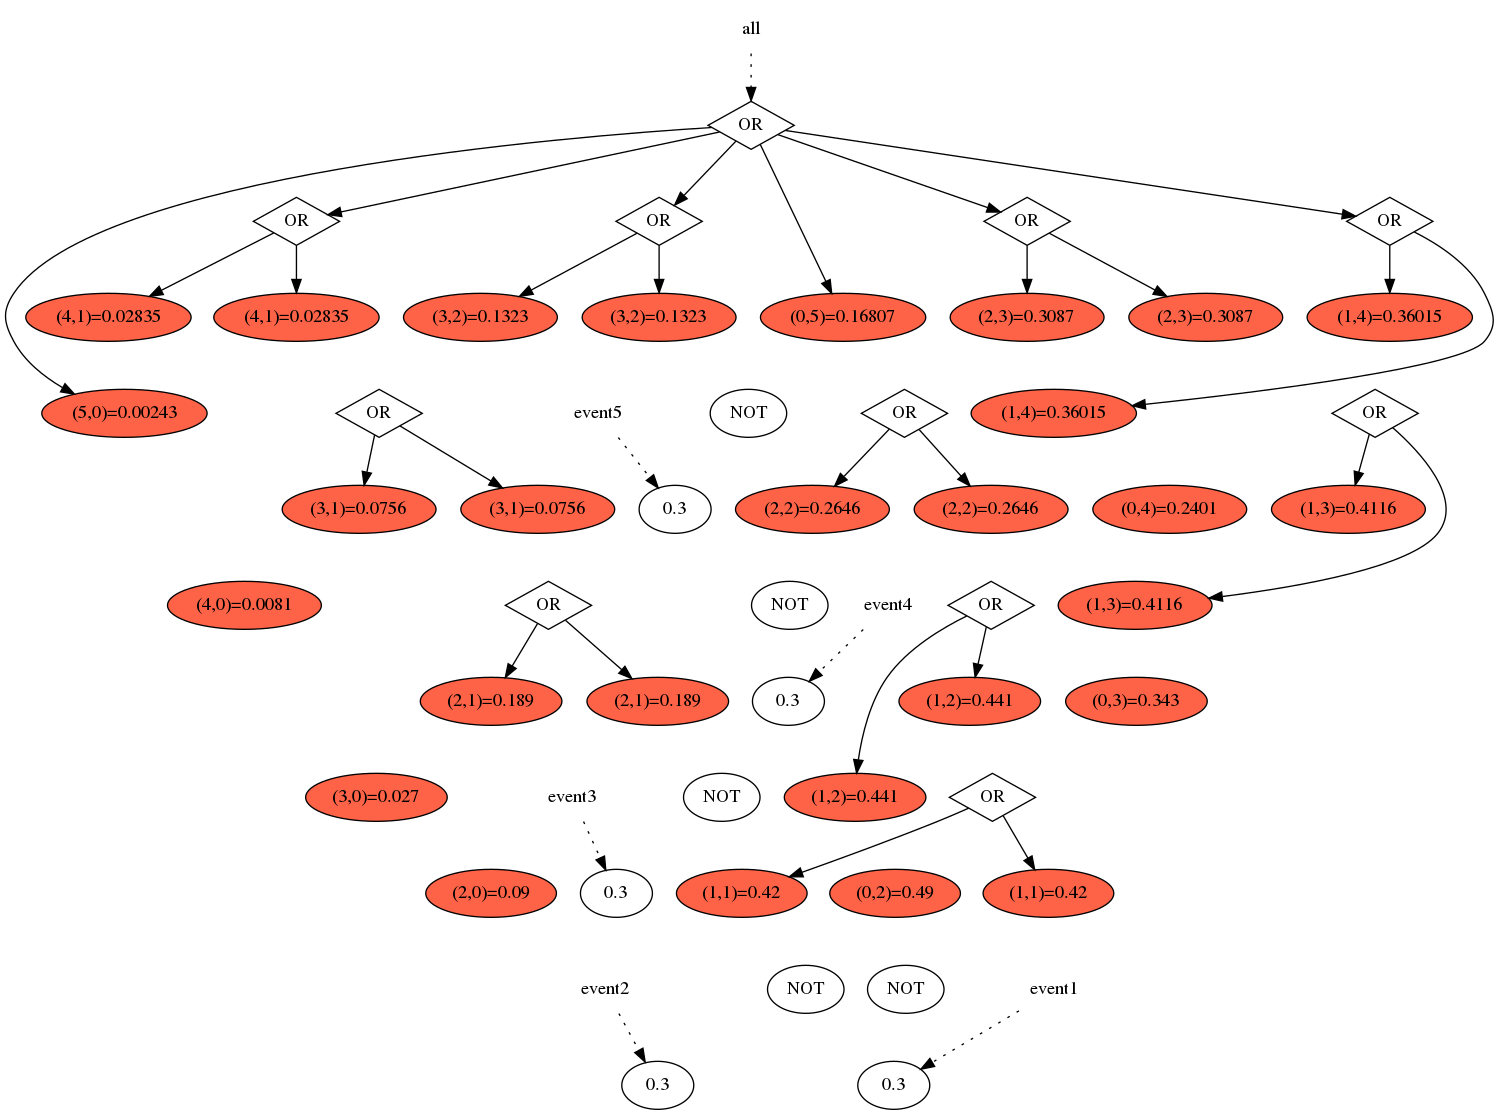 all
OR
OR
OR
OR
OR
(4,1)=0.02835
(4,1)=0.02835
(3,2)=0.1323
(3,2)=0.1323
(0,5)=0.16807
(2,3)=0.3087
(2,3)=0.3087
(1,4)=0.36015
(5,0)=0.00243
OR
event5
NOT
OR
(1,4)=0.36015
OR
(3,1)=0.0756
(3,1)=0.0756
0.3
(2,2)=0.2646
(2,2)=0.2646
(0,4)=0.2401
(1,3)=0.4116
(4,0)=0.0081
OR
NOT
event4
OR
(1,3)=0.4116
(2,1)=0.189
(2,1)=0.189
0.3
(1,2)=0.441
(0,3)=0.343
(3,0)=0.027
event3
NOT
(1,2)=0.441
OR
(2,0)=0.09
0.3
(1,1)=0.42
(0,2)=0.49
(1,1)=0.42
event2
NOT
NOT
event1
0.3
0.3